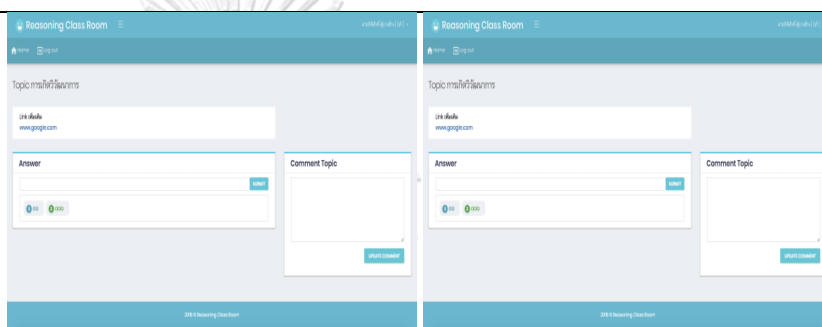 Reasoning Class Room
Home Log out
Topic การเกิดวิวัฒนาการ
Link เพิ่มเติม
www.google.com
Answer
SUBMIT
Comment Topic
UPDATE COMMENT
2018 © Reasoning Class Room
Reasoning Class Room
Home Log out
Topic การเกิดวิวัฒนาการ
Link เพิ่มเติม
www.google.com
Answer
SUBMIT
Comment Topic
UPDATE COMMENT
2018 © Reasoning Class Room